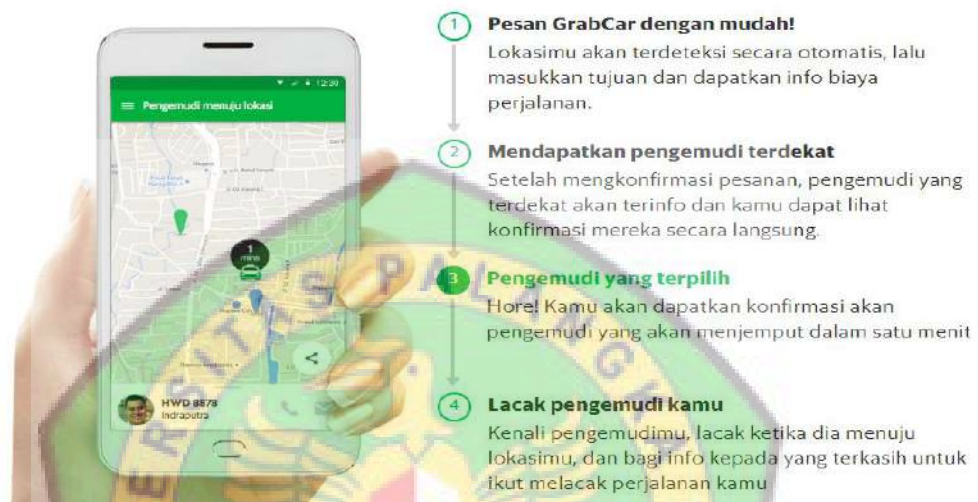 12:30
Pengemudi menuju lokasi
1
mins
HWD 8578
Indraputra
1
Pesan GrabCar dengan mudah!
Lokasimu akan terdeteksi secara otomatis, lalu
masukkan tujuan dan dapatkan info biaya
perjalanan.
2
Mendapatkan pengemudi terdekat
Setelah mengkonfirmasi pesanan, pengemudi yang
terdekat akan terinfo dan kamu dapat lihat
konfirmasi mereka secara langsung.
3
Pengemudi yang terpilih
Hore! Kamu akan dapatkan konfirmasi akan
pengemudi yang akan menjemput dalam satu menit
4
Lacak pengemudi kamu
Kenali pengemudimu, lacak ketika dia menuju
lokasimu, dan bagi info kepada yang terkasih untuk
ikut melacak perjalanan kamu